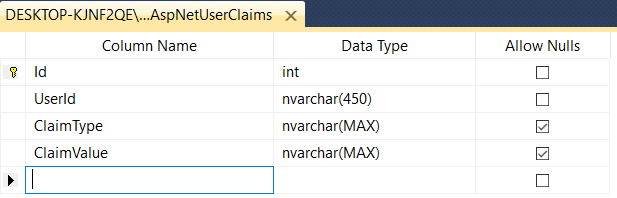 DESKTOP-KJNF2QE\...AspNetUserClaims
Column Name Data Type Allow Nulls
Id int
UserId nvarchar(450)
ClaimType nvarchar(MAX)
ClaimValue nvarchar(MAX)